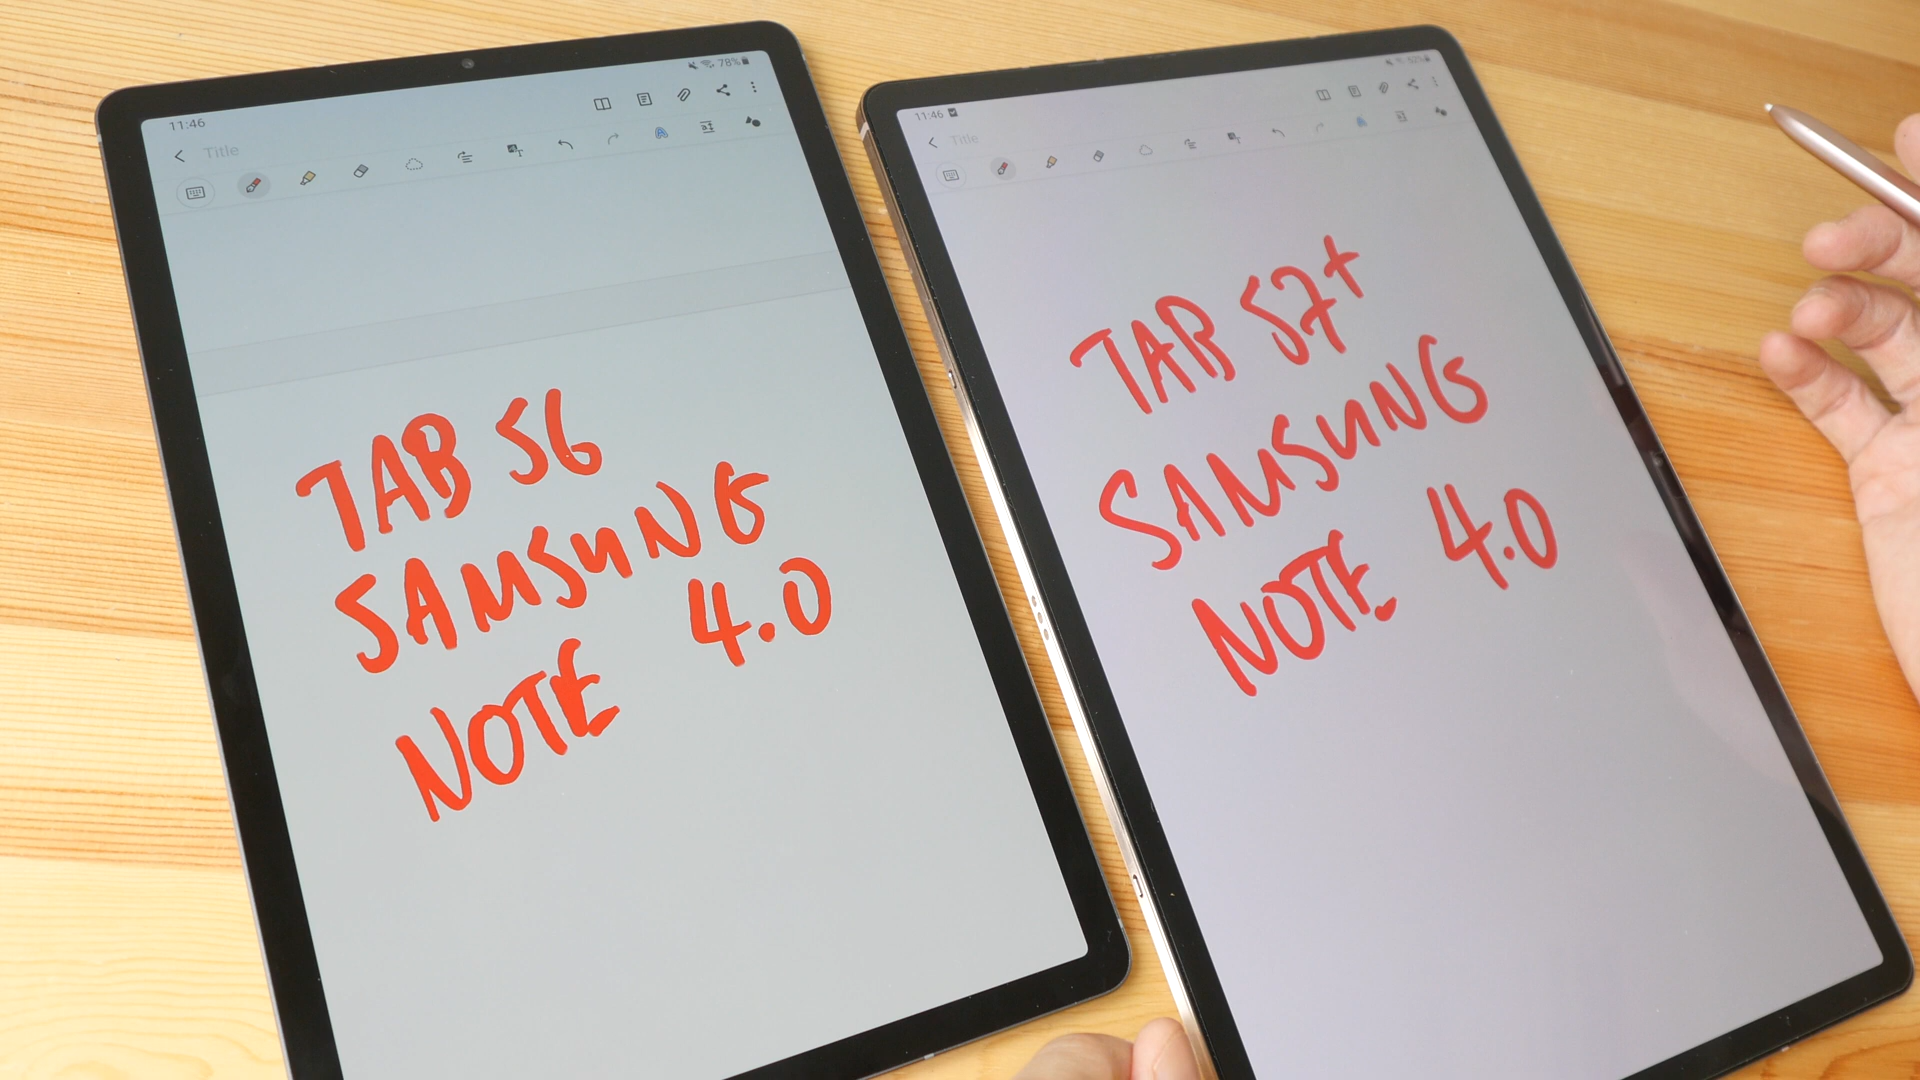 11:46 78%
Title
TAB S6
SAMSUNG
NOTE 4.0
11:46 52%
Title
TAB S7+
SAMSUNG
NOTE 4.0